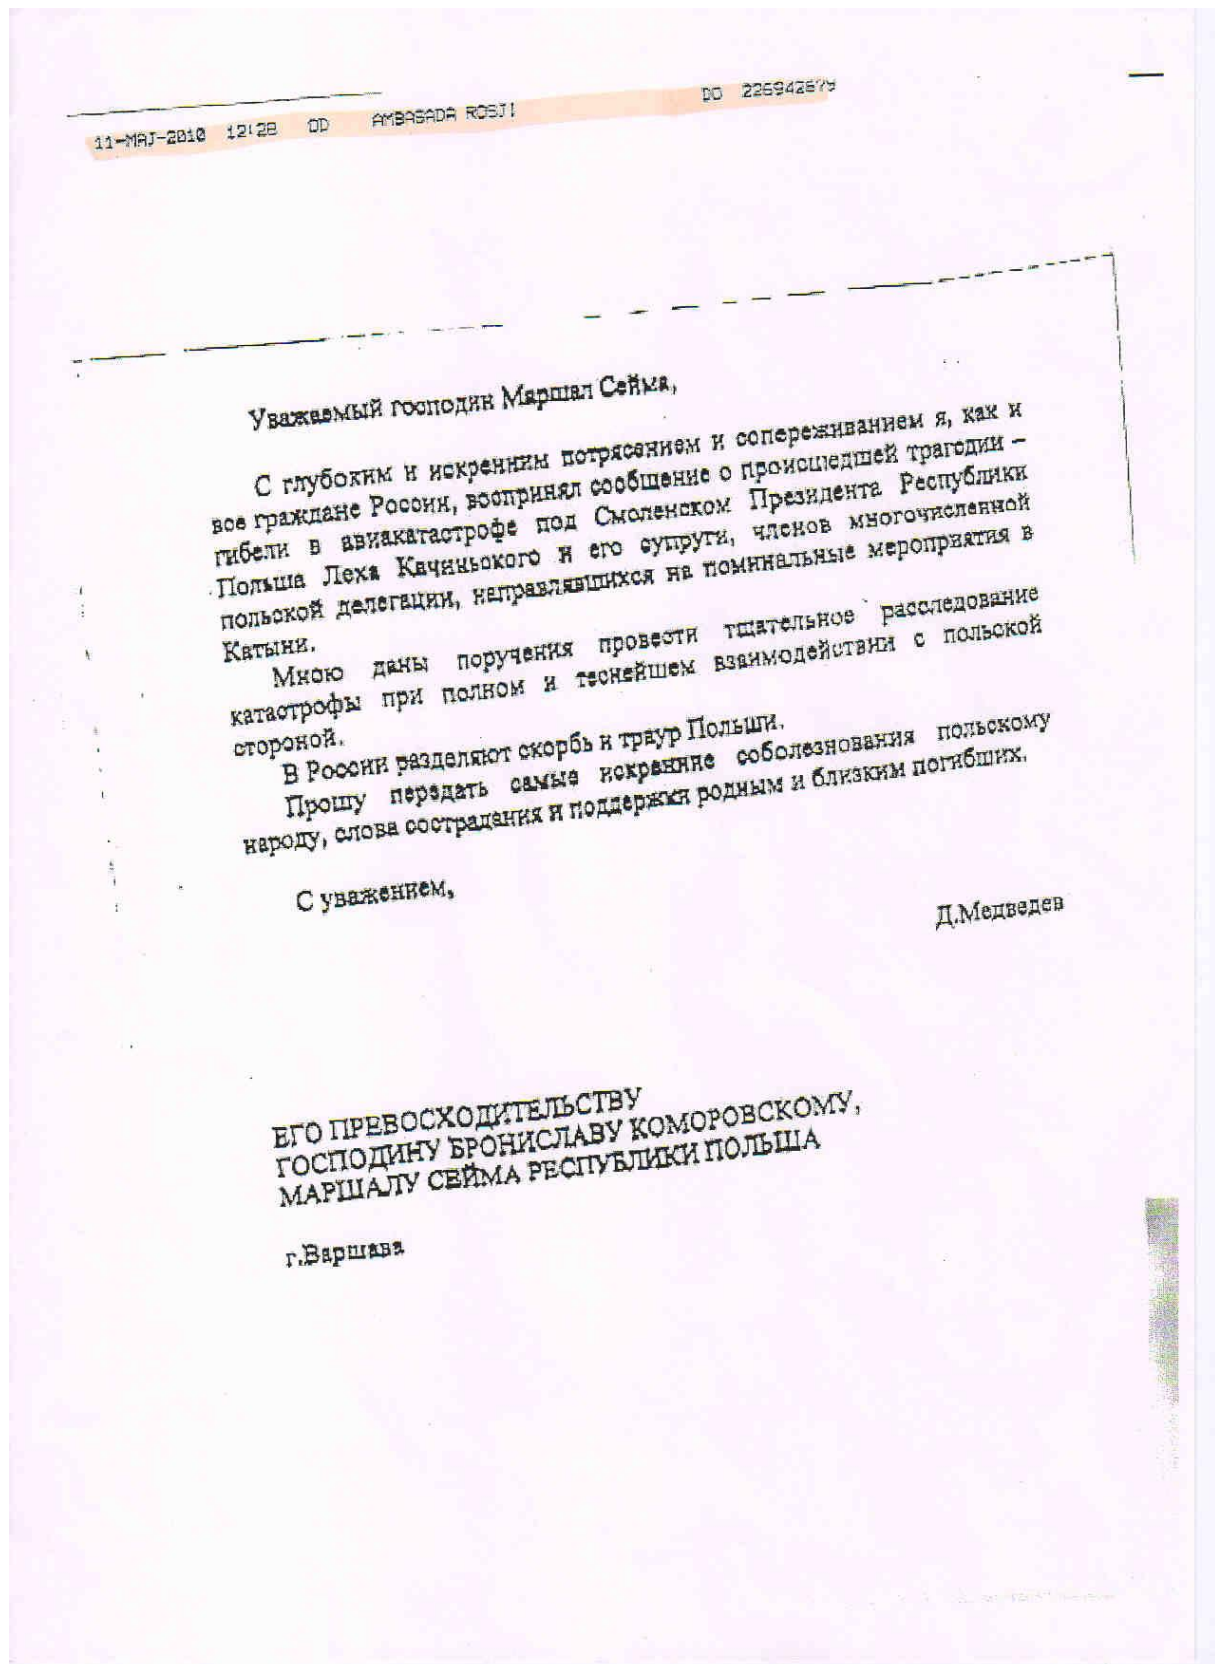 11-MAJ-2010 12:28 OD AMBASADA ROSJI DO 226942679
Уважаемый господин Маршал Сейма,
С глубоким и искренним потрясением и сопереживанием я, как и
все граждане России, воспринял сообщение о происшедшей трагедии –
гибели в авиакатастрофе под Смоленском Президента Республики
Польша Леха Качиньского и его супруги, членов многочисленной
польской делегации, направлявшихся на поминальные мероприятия в
Катыни.
Мною даны поручения провести тщательное расследование
катастрофы при полном и теснейшем взаимодействии с польской
стороной.
В России разделяют скорбь и траур Польши.
Прошу передать самые искренние соболезнования польскому
народу, слова сострадания и поддержки родным и близким погибших.
С уважением,
Д.Медведев
ЕГО ПРЕВОСХОДИТЕЛЬСТВУ
ГОСПОДИНУ БРОНИСЛАВУ КОМОРОВСКОМУ,
МАРШАЛУ СЕЙМА РЕСПУБЛИКИ ПОЛЬША
г.Варшава